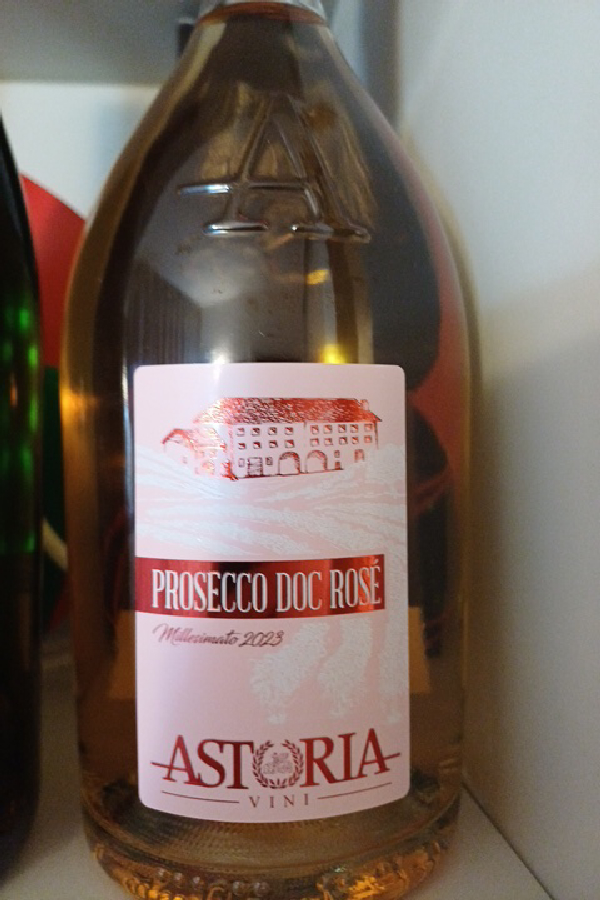 A
PROSECCO DOC ROSÉ
Millesimato 2023
ASTORIA
VINI